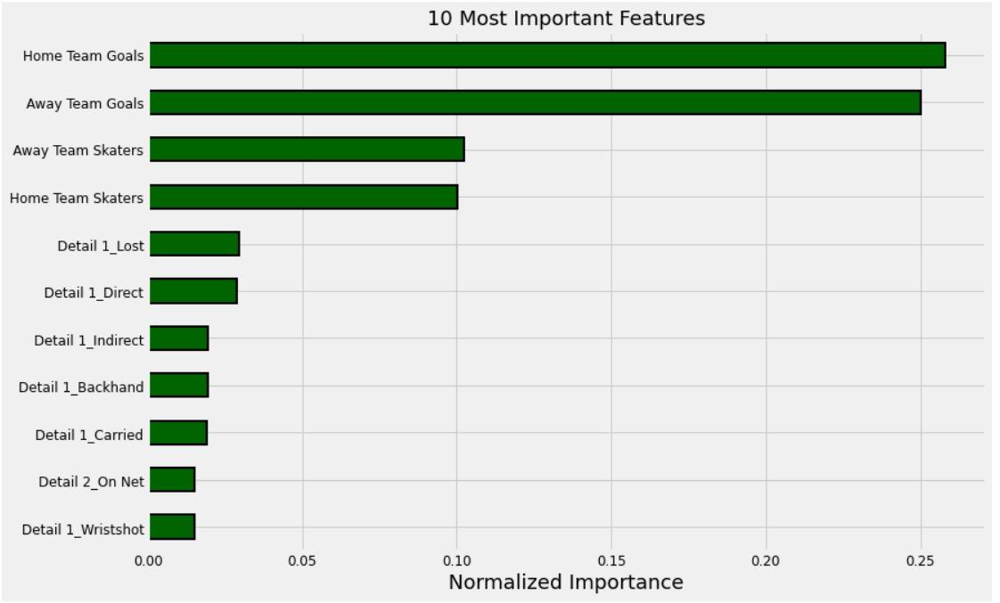 10 Most Important Features
Home Team Goals
Away Team Goals
Away Team Skaters
Home Team Skaters
Detail 1_Lost
Detail 1_Direct
Detail 1_Indirect
Detail 1_Backhand
Detail 1_Carried
Detail 2_On Net
Detail 1_Wristshot
0.00 0.05 0.10 0.15 0.20 0.25
Normalized Importance